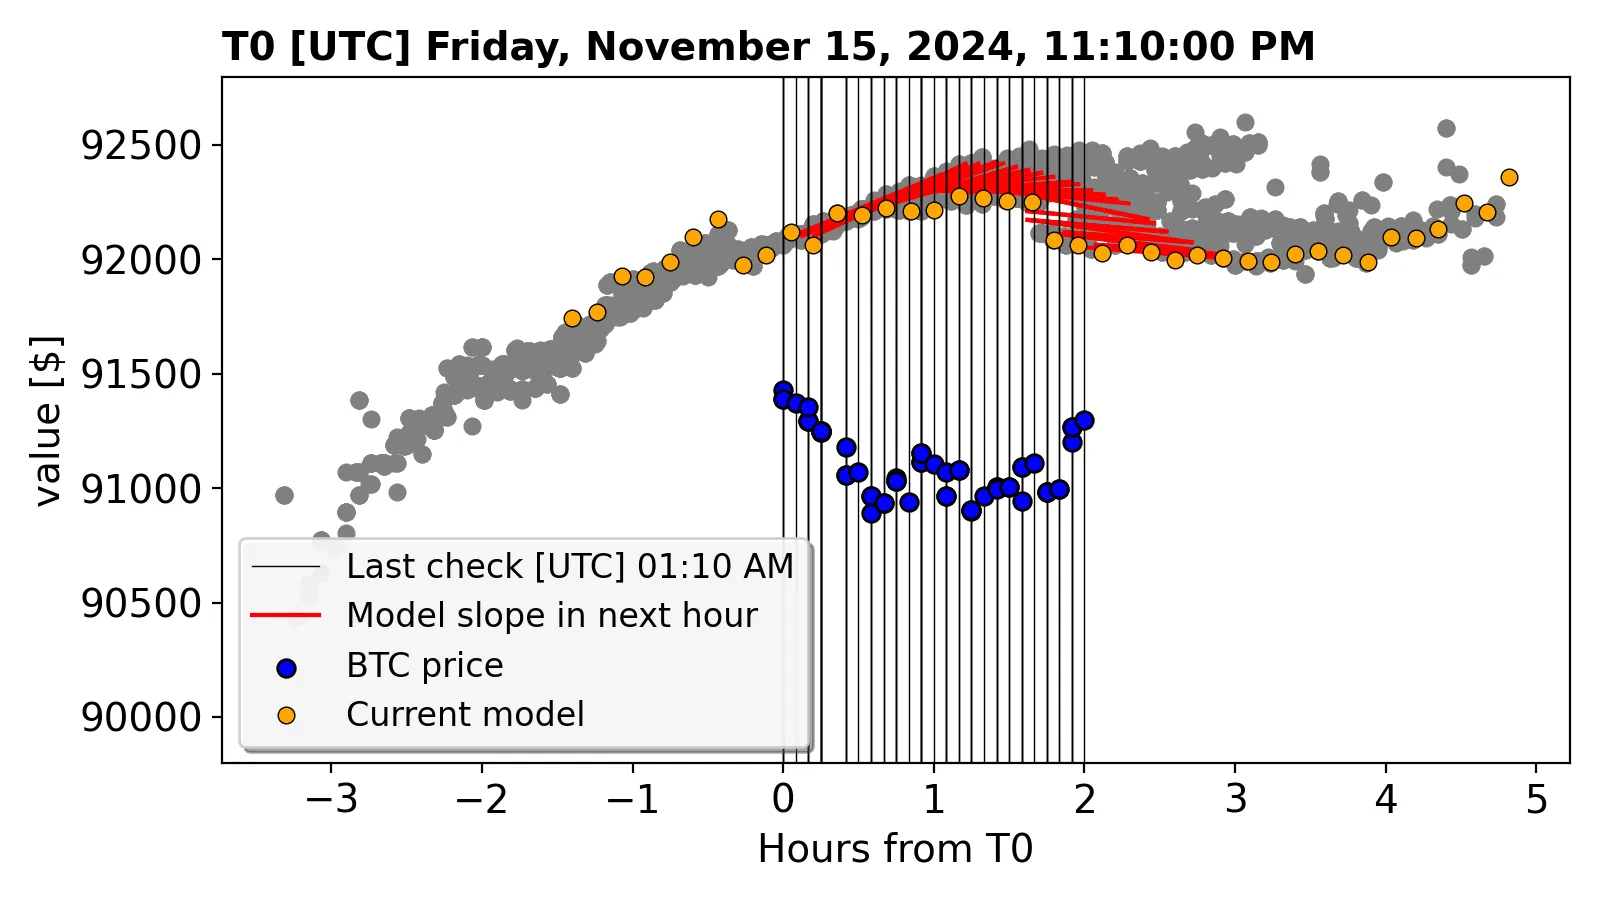 T0 [UTC] Friday, November 15, 2024, 11:10:00 PM
value [$]
92500
92000
91500
91000
90500
90000
Last check [UTC] 01:10 AM
Model slope in next hour
BTC price
Current model
−3 −2 −1 0 1 2 3 4 5
Hours from T0